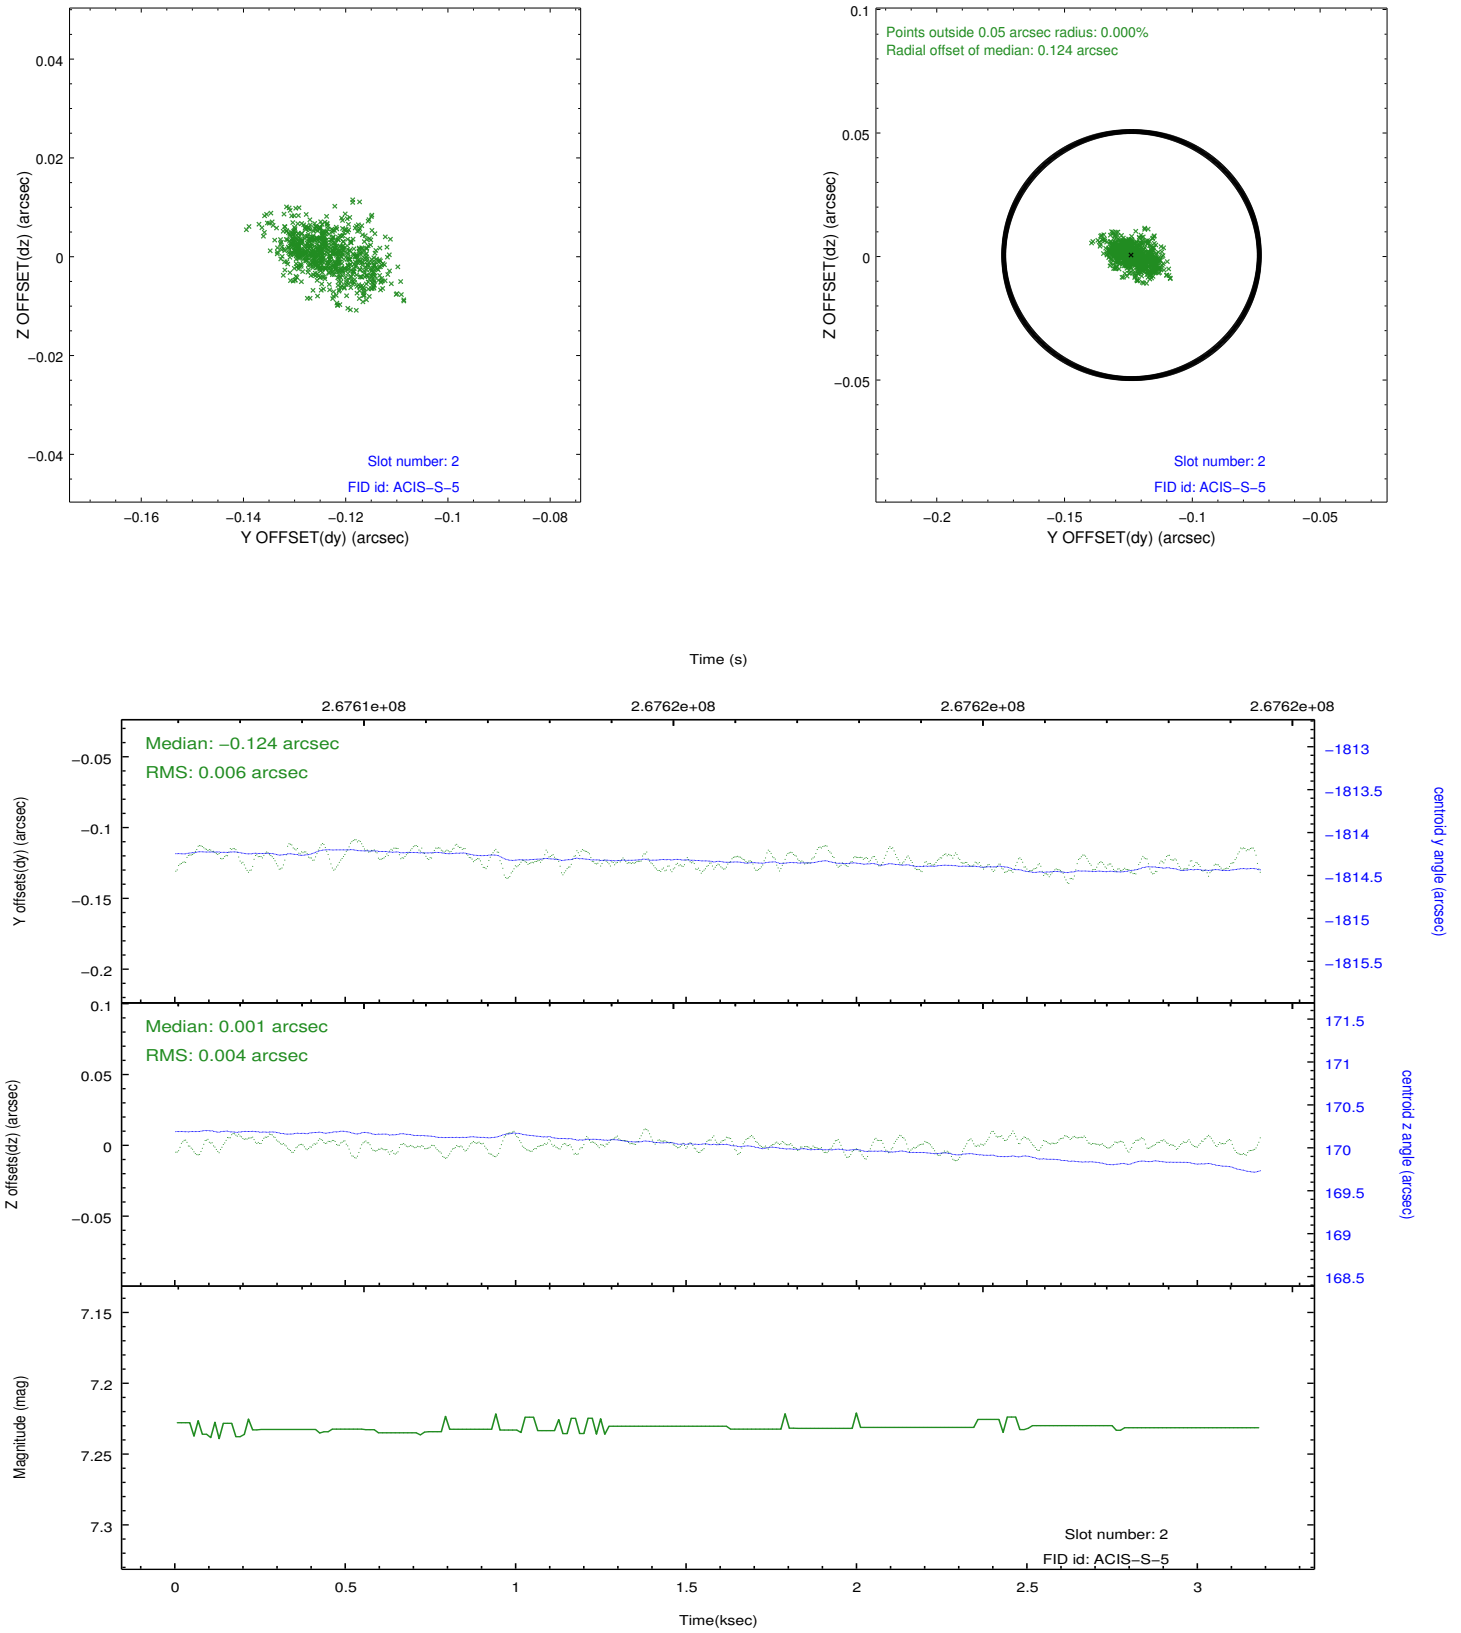 0.04
0.02
0
−0.02
−0.04
Z OFFSET(dz) (arcsec)
Slot number: 2
FID id: ACIS−S−5
−0.16
−0.14
−0.12
−0.1
−0.08
Y OFFSET(dy) (arcsec)
0.1
0.05
0
−0.05
Z OFFSET(dz) (arcsec)
Points outside 0.05 arcsec radius: 0.000%
Radial offset of median: 0.124 arcsec
Slot number: 2
FID id: ACIS−S−5
−0.2
−0.15
−0.1
−0.05
Y OFFSET(dy) (arcsec)
Time (s)
2.6761e+08
2.6762e+08
2.6762e+08
2.6762e+08
Median: −0.124 arcsec
RMS: 0.006 arcsec
−0.05
−0.1
−0.15
−0.2
Y offsets(dy) (arcsec)
−1813
−1813.5
−1814
−1814.5
−1815
−1815.5
centroid y angle (arcsec)
Median: 0.001 arcsec
RMS: 0.004 arcsec
0.1
0.05
0
−0.05
Z offsets(dz) (arcsec)
171.5
171
170.5
170
169.5
169
168.5
centroid z angle (arcsec)
7.15
7.2
7.25
7.3
Magnitude (mag)
Slot number: 2
FID id: ACIS−S−5
0
0.5
1
1.5
2
2.5
3
Time(ksec)